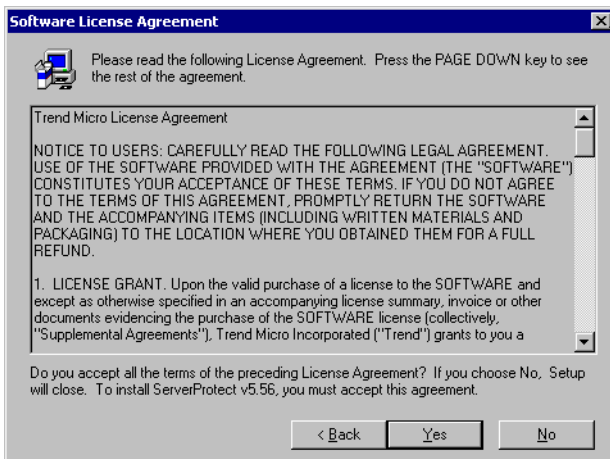 Software License Agreement
Please read the following License Agreement. Press the PAGE DOWN key to see
the rest of the agreement.
Trend Micro License Agreement
NOTICE TO USERS: CAREFULLY READ THE FOLLOWING LEGAL AGREEMENT.
USE OF THE SOFTWARE PROVIDED WITH THE AGREEMENT (THE "SOFTWARE")
CONSTITUTES YOUR ACCEPTANCE OF THESE TERMS. IF YOU DO NOT AGREE
TO THE TERMS OF THIS AGREEMENT, PROMPTLY RETURN THE SOFTWARE
AND THE ACCOMPANYING ITEMS (INCLUDING WRITTEN MATERIALS AND
PACKAGING) TO THE LOCATION WHERE YOU OBTAINED THEM FOR A FULL
REFUND.
1. LICENSE GRANT. Upon the valid purchase of a license to the SOFTWARE and
except as otherwise specified in an accompanying license summary, invoice or other
documents evidencing the purchase of the SOFTWARE license (collectively,
"Supplemental Agreements"), Trend Micro Incorporated ("Trend") grants to you a
Do you accept all the terms of the preceding License Agreement? If you choose No, Setup
will close. To install ServerProtect v5.56, you must accept this agreement.
< Back Yes No